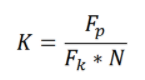 K = F_p / (F_k * N)